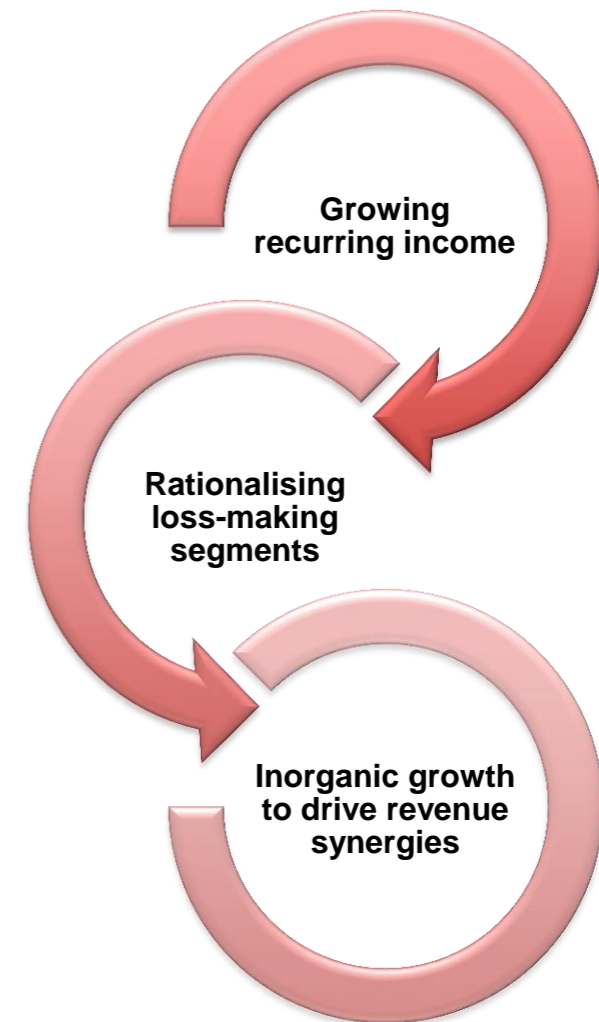 Growing
recurring income
Rationalising
loss-making
segments
Inorganic growth
to drive revenue
synergies